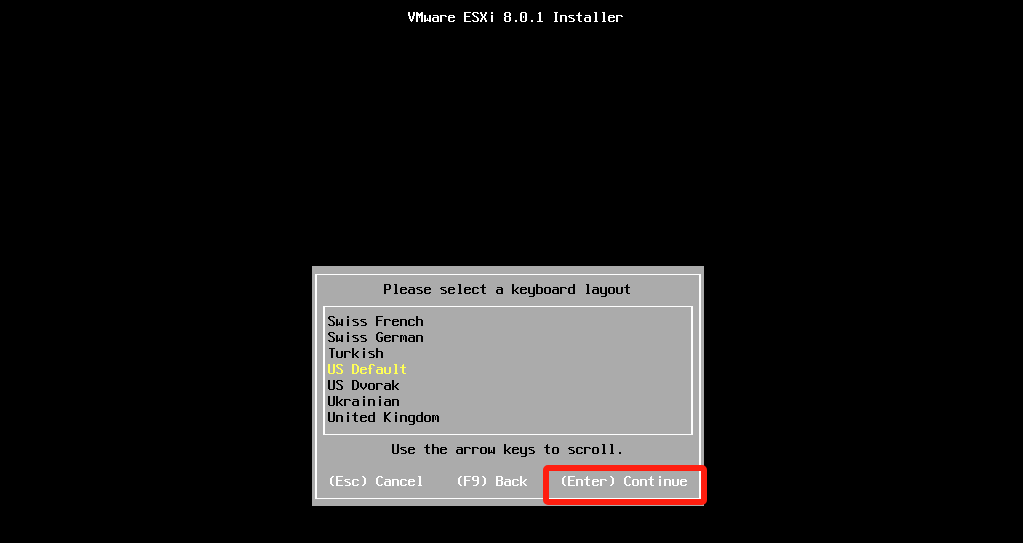 VMware ESXi 8.0.1 Installer
Please select a keyboard layout
Swiss French
Swiss German
Turkish
US Default
US Dvorak
Ukrainian
United Kingdom
Use the arrow keys to scroll.
(Esc) Cancel (F9) Back (Enter) Continue